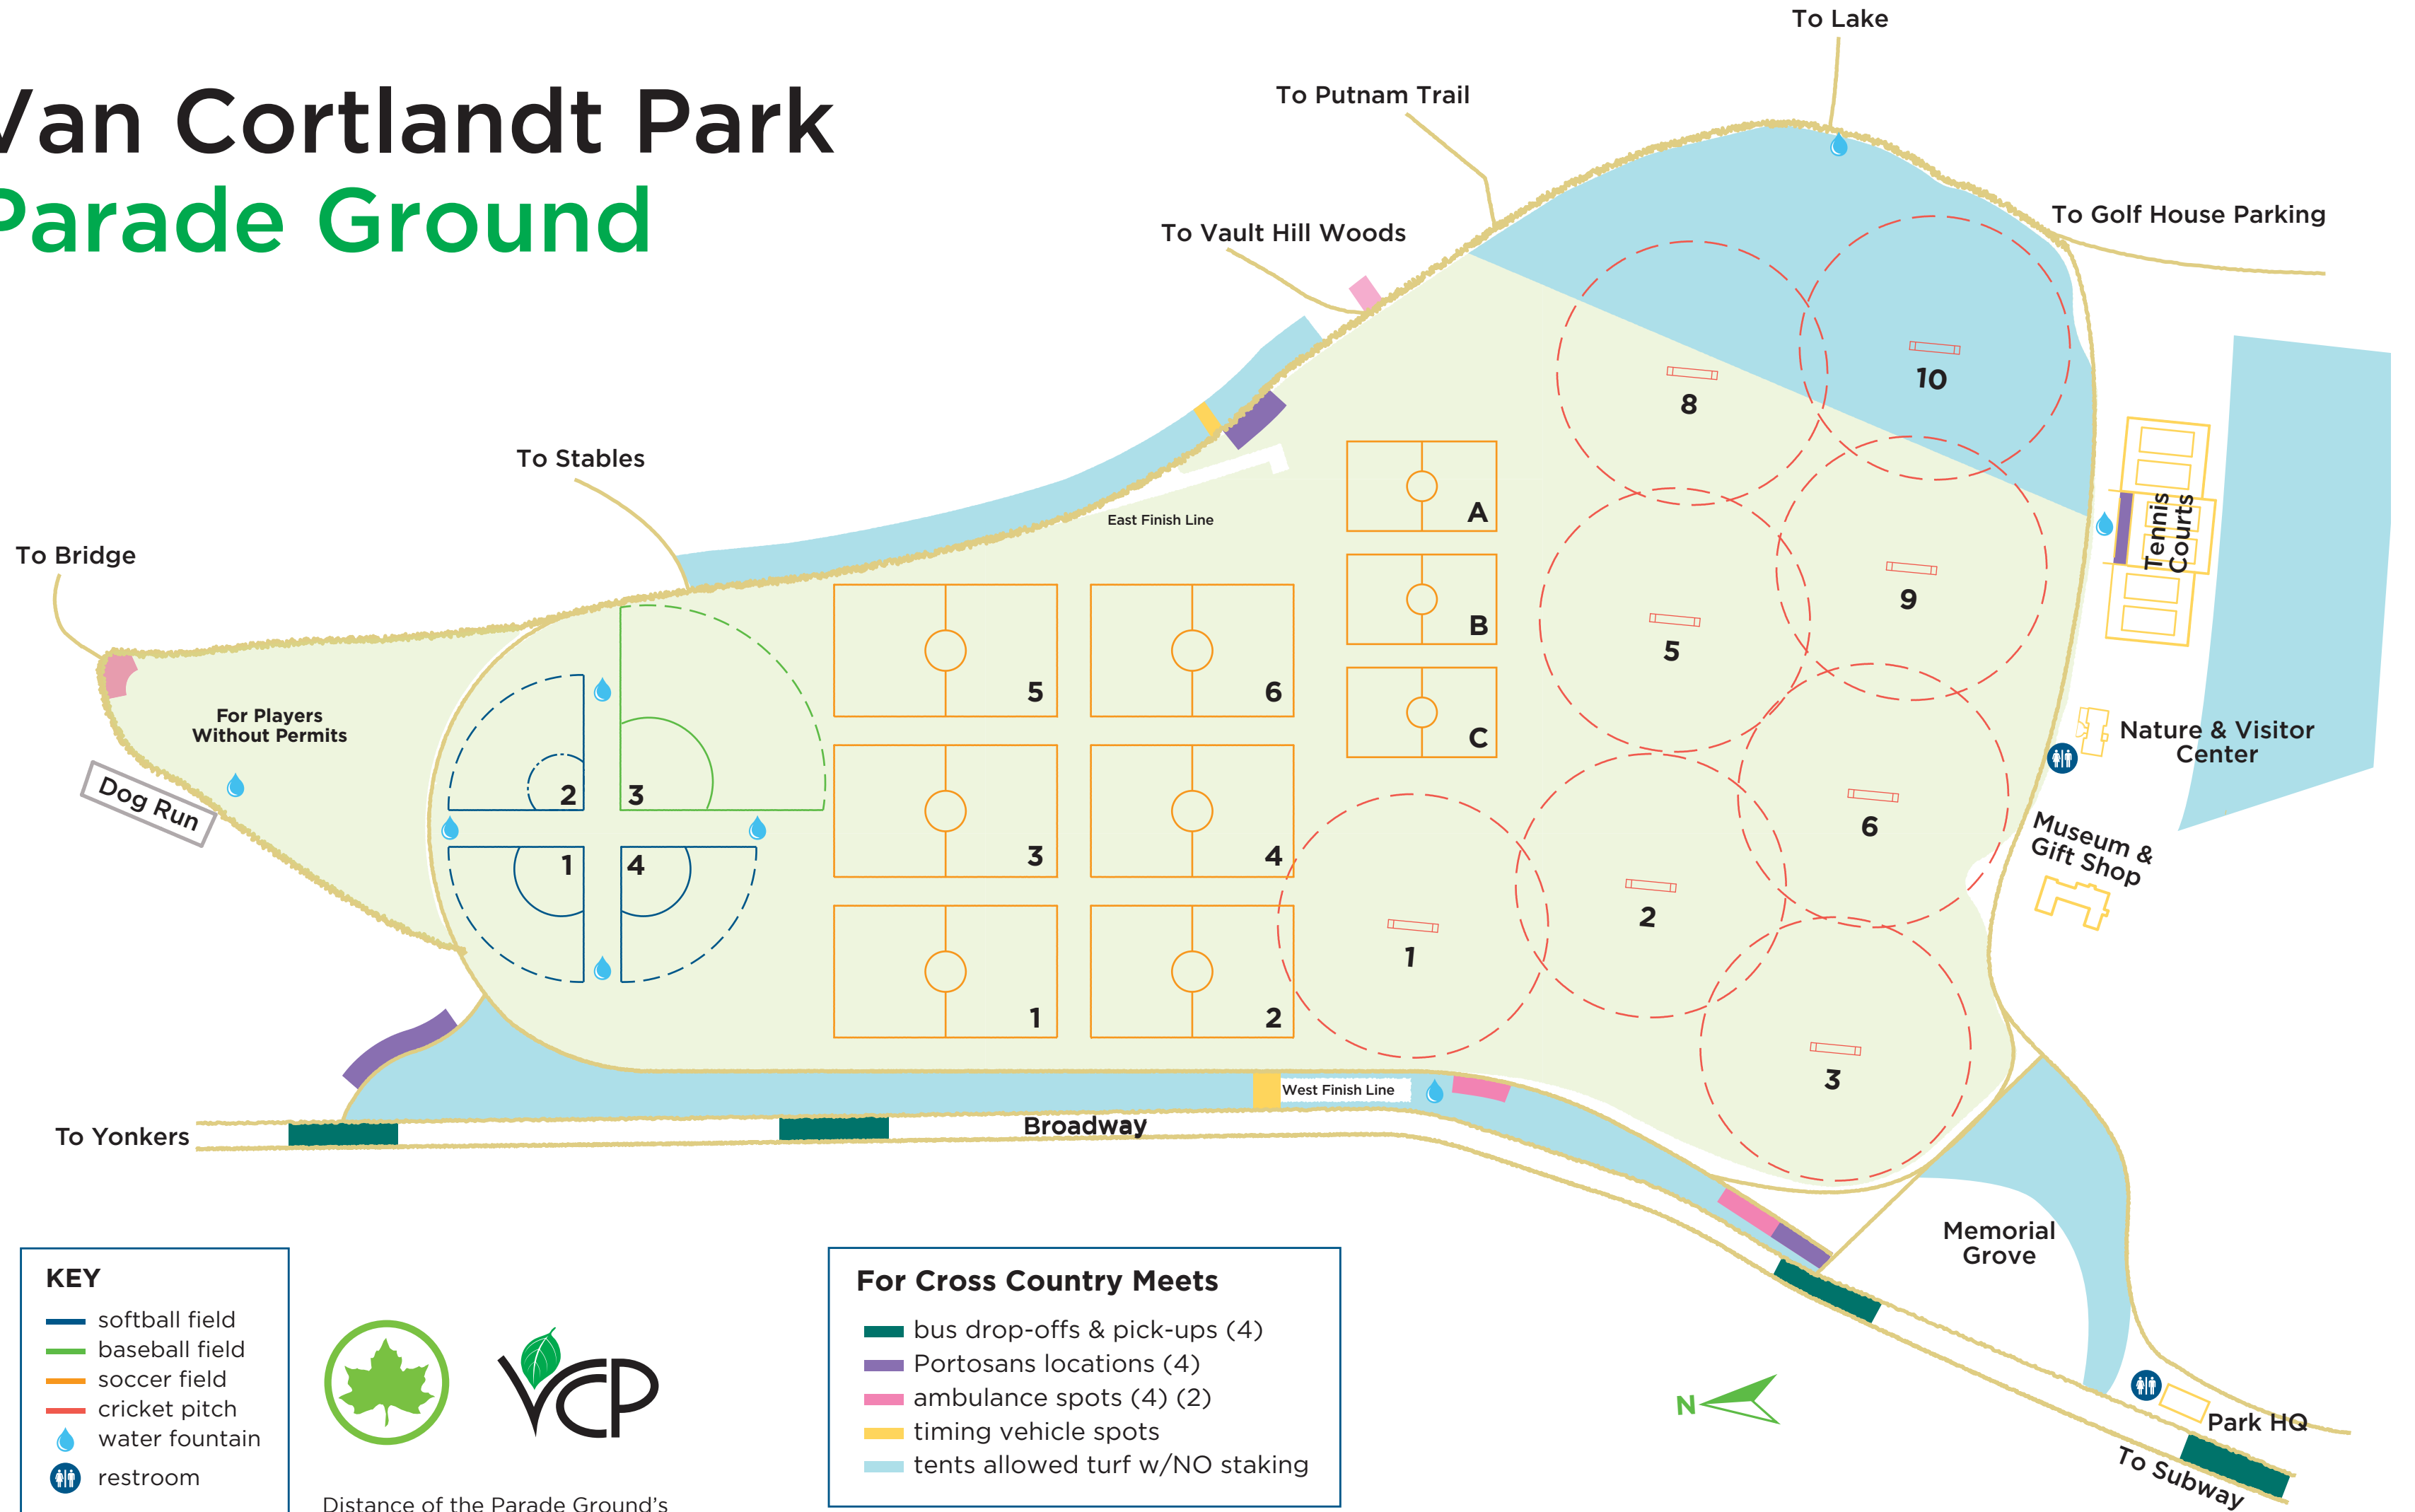 Van Cortlandt Park
Parade Ground
To Lake
To Putnam Trail
To Golf House Parking
To Vault Hill Woods
To Stables
To Bridge
East Finish Line
For Players
Without Permits
Dog Run
2
3
1
4
5
6
3
4
1
2
A
B
C
8
10
5
9
6
2
1
3
Tennis
Courts
Nature & Visitor
Center
Museum &
Gift Shop
West Finish Line
To Yonkers
Broadway
Memorial
Grove
Park HQ
To Subway
N
KEY
softball field
baseball field
soccer field
cricket pitch
water fountain
restroom
VCP
Distance of the Parade Ground's
For Cross Country Meets
bus drop-offs & pick-ups (4)
Portosans locations (4)
ambulance spots (4) (2)
timing vehicle spots
tents allowed turf w/NO staking